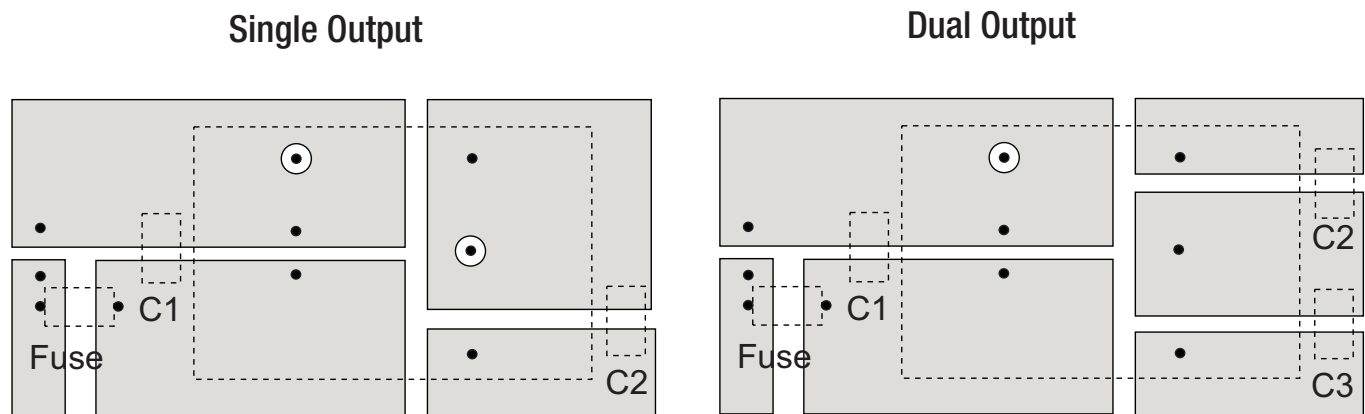 Single Output
C1
Fuse
C2
Dual Output
C2
C1
Fuse
C3